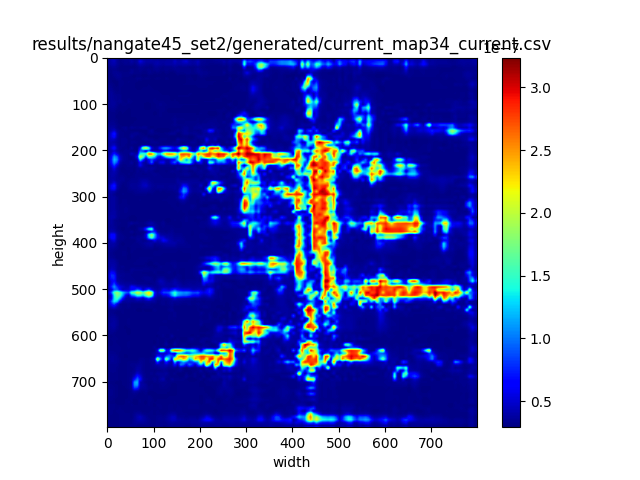 results/nangate45_set2/generated/current_map34_current.csv
1e−7
0
100
200
300
400
500
600
700
height
0 100 200 300 400 500 600 700
width
3.0
2.5
2.0
1.5
1.0
0.5